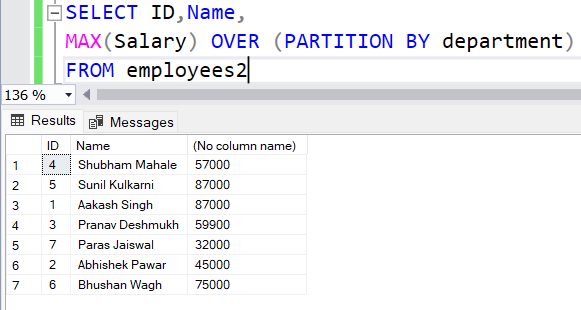 SELECT ID,Name,
MAX(Salary) OVER (PARTITION BY department)
FROM employees2
136 %
Results Messages
ID Name (No column name)
1 4 Shubham Mahale 57000
2 5 Sunil Kulkarni 87000
3 1 Aakash Singh 87000
4 3 Pranav Deshmukh 59900
5 7 Paras Jaiswal 32000
6 2 Abhishek Pawar 45000
7 6 Bhushan Wagh 75000